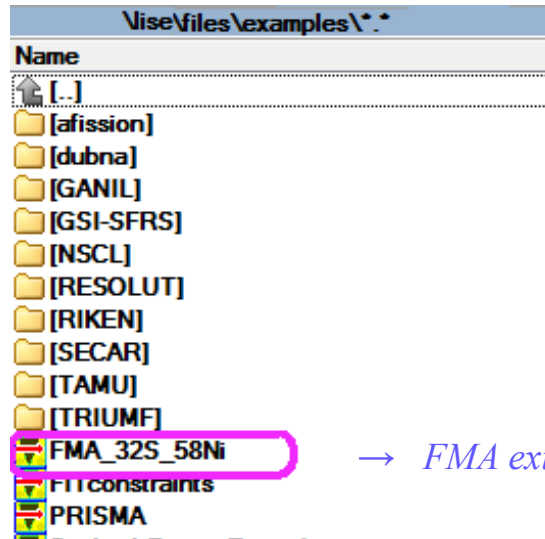 \lise\files\examples\*.*
Name
[..]
[afission]
[dubna]
[GANIL]
[GSI-SFRS]
[NSCL]
[RESOLUT]
[RIKEN]
[SECAR]
[TAMU]
[TRIUMF]
FMA_32S_58Ni → FMA
FITconstraints
PRISMA